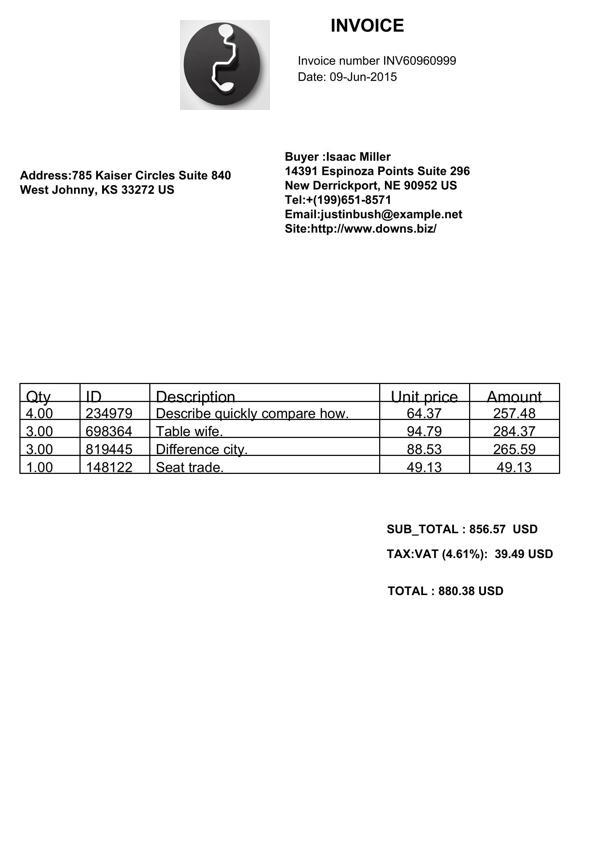 INVOICE
Invoice number INV60960999
Date: 09-Jun-2015
Address:785 Kaiser Circles Suite 840
West Johnny, KS 33272 US
Buyer :Isaac Miller
14391 Espinoza Points Suite 296
New Derrickport, NE 90952 US
Tel:+(199)651-8571
Email:justinbush@example.net
Site:http://www.downs.biz/
Qty ID Description Unit price Amount
4.00 234979 Describe quickly compare how. 64.37 257.48
3.00 698364 Table wife. 94.79 284.37
3.00 819445 Difference city. 88.53 265.59
1.00 148122 Seat trade. 49.13 49.13
SUB_TOTAL : 856.57 USD
TAX:VAT (4.61%): 39.49 USD
TOTAL : 880.38 USD